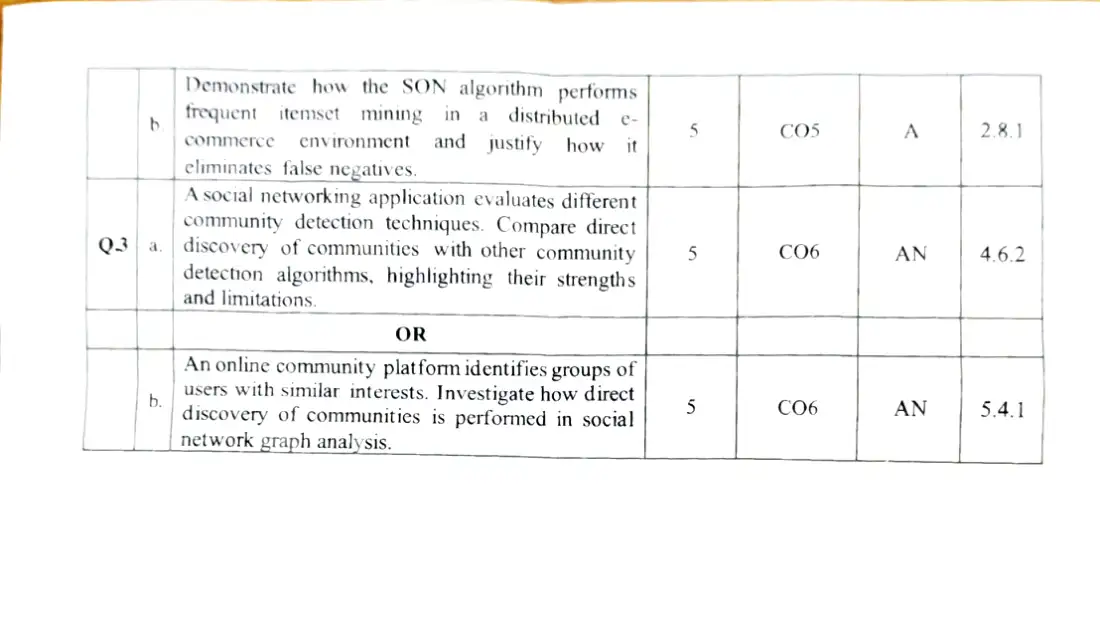 b.
Demonstrate how the SON algorithm performs
frequent itemset mining in a distributed e-
commerce environment and justify how it
eliminates false negatives.
5
CO5
A
2.8.1
Q.3
a.
A social networking application evaluates different
community detection techniques. Compare direct
discovery of communities with other community
detection algorithms, highlighting their strengths
and limitations.
5
CO6
AN
4.6.2
OR
b.
An online community platform identifies groups of
users with similar interests. Investigate how direct
discovery of communities is performed in social
network graph analysis.
5
CO6
AN
5.4.1